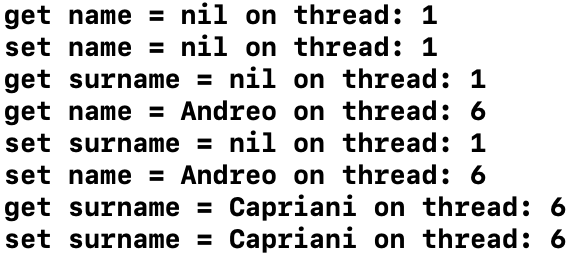 get name = nil on thread: 1
set name = nil on thread: 1
get surname = nil on thread: 1
get name = Andreo on thread: 6
set surname = nil on thread: 1
set name = Andreo on thread: 6
get surname = Capriani on thread: 6
set surname = Capriani on thread: 6